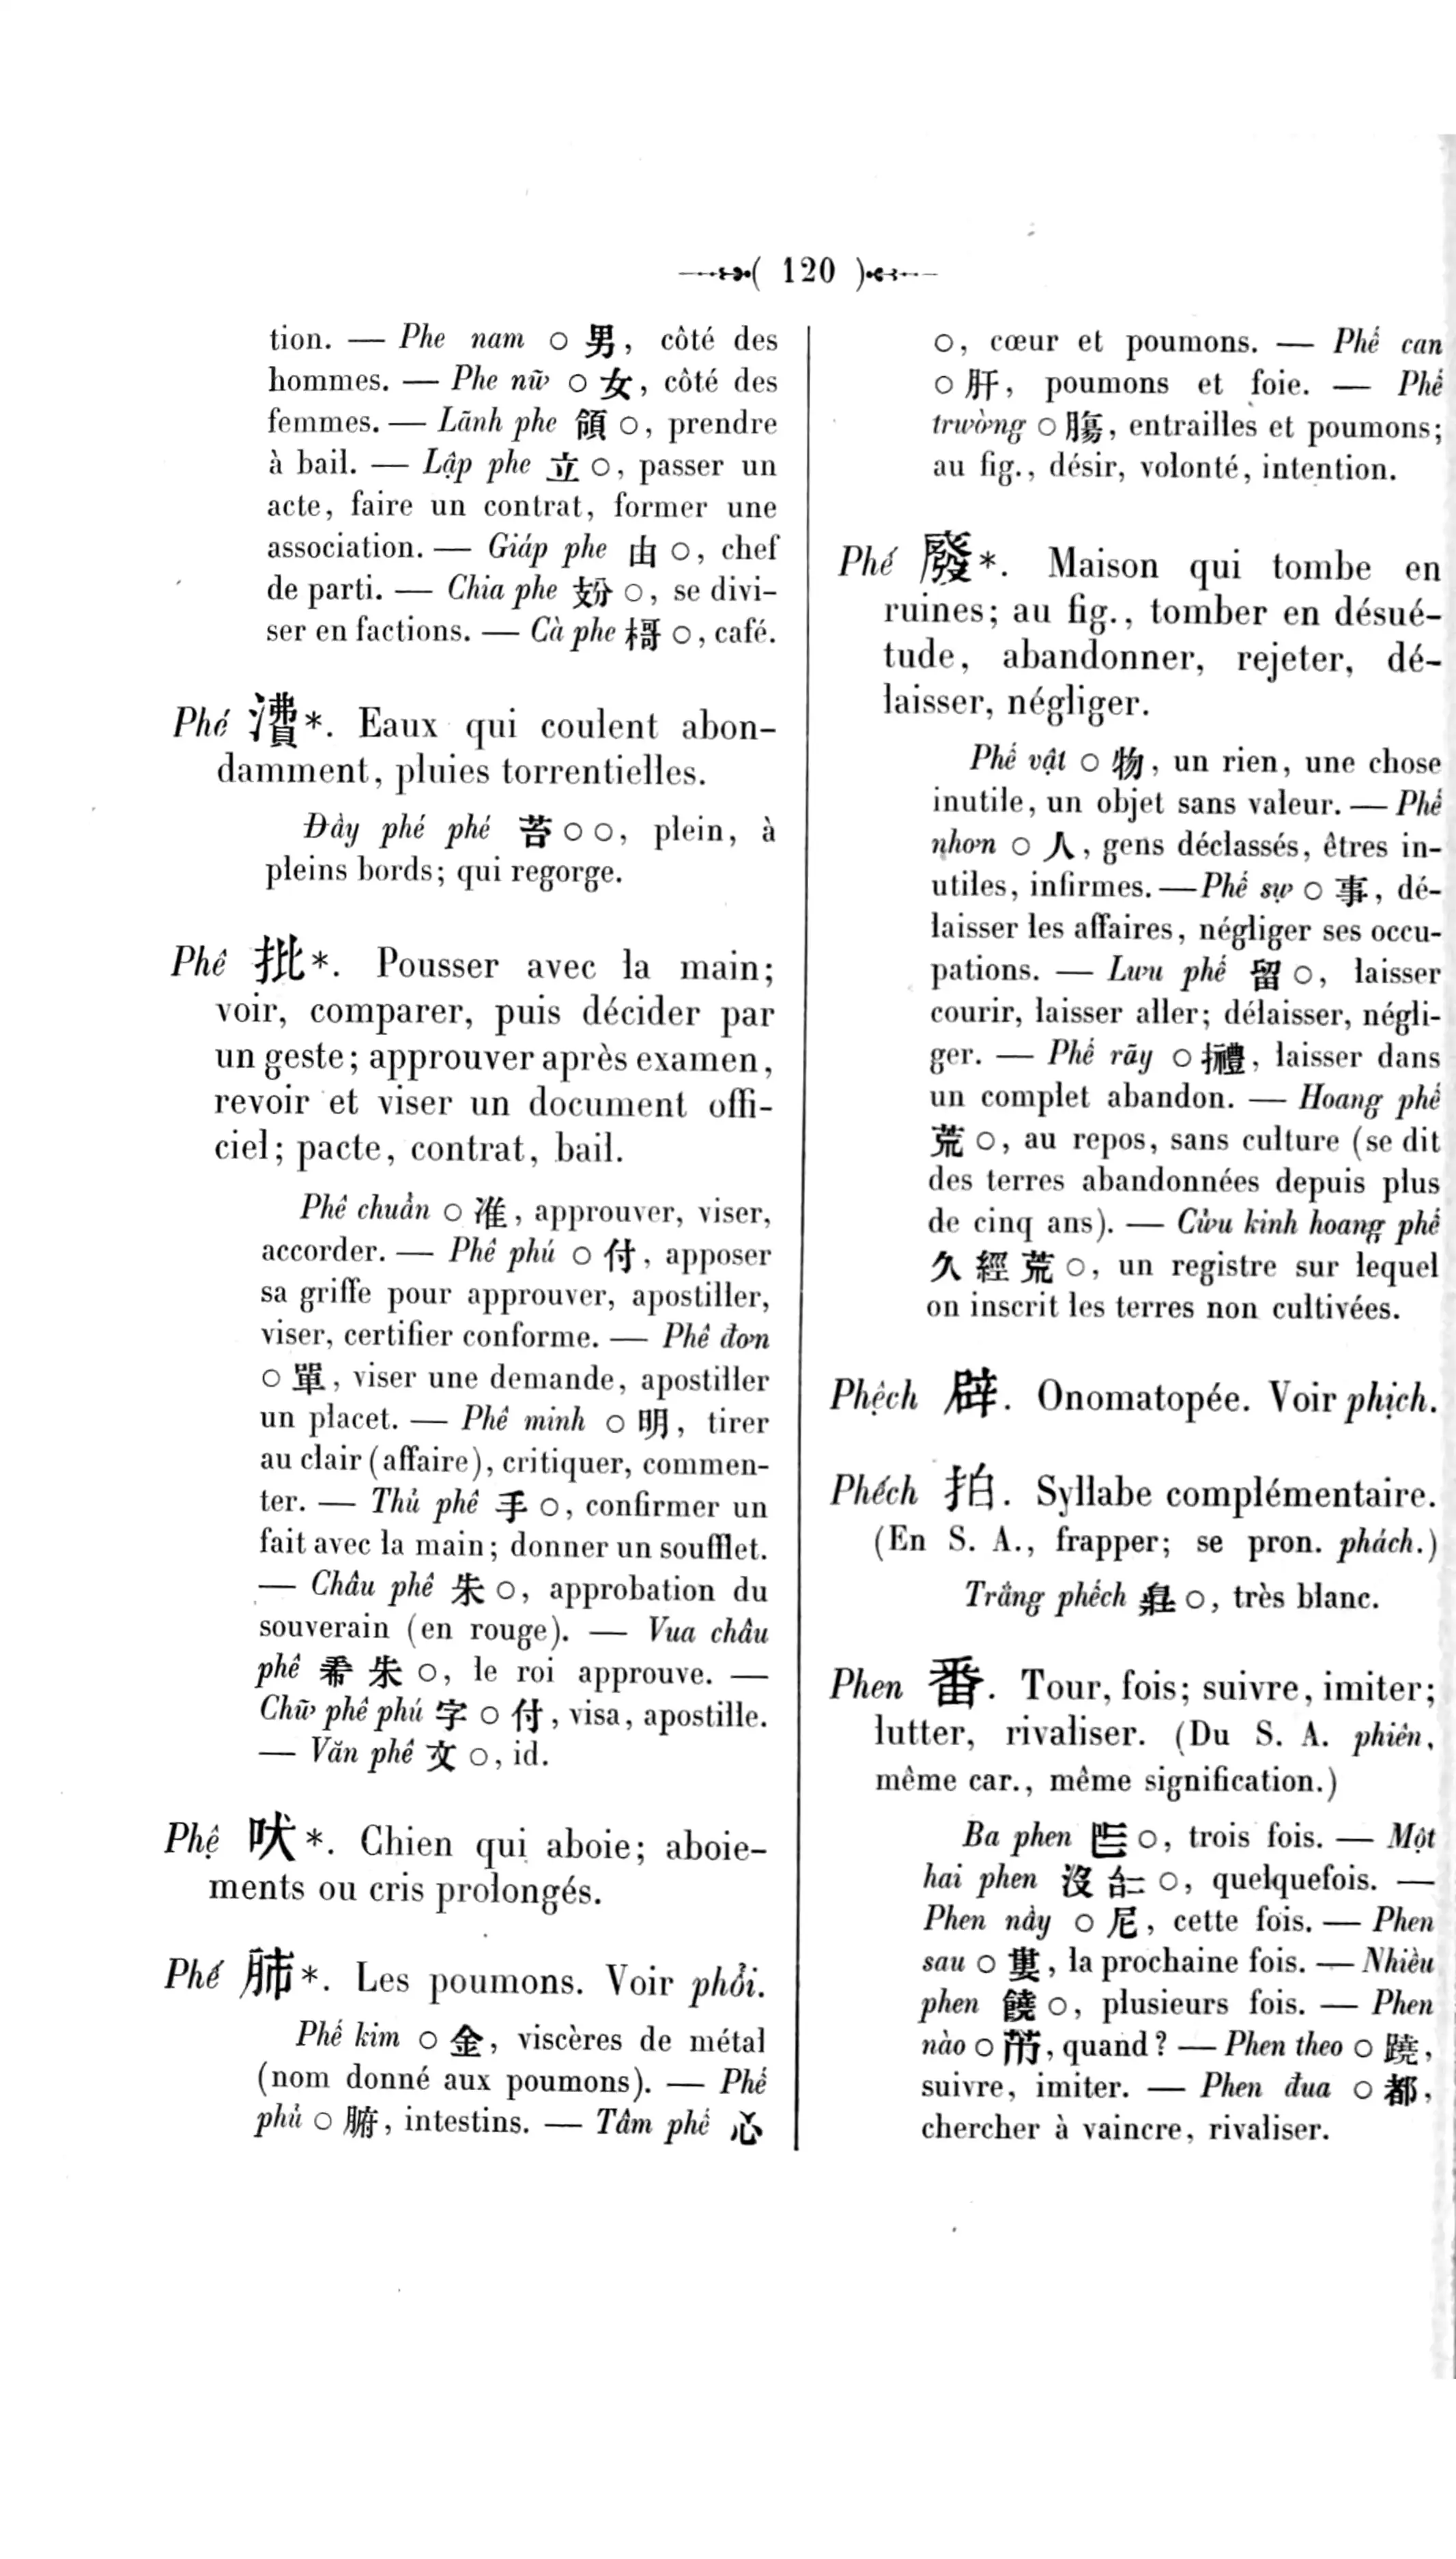 ( 120 )
tion. — Phe nam ○ 男, côté des
hommes. — Phe nữ ○ 女, côté des
femmes. — Lãnh phe 領 ○, prendre
à bail. — Lập phe 立 ○, passer un
acte, faire un contrat, former une
association. — Giáp phe 由 ○, chef
de parti. — Chia phe ○, se divi-
ser en factions. — Cà phe ○, café.
Phé 濆*. Eaux qui coulent abon-
damment, pluies torrentielles.
Đầy phé phé 苔 ○ ○, plein, à
pleins bords; qui regorge.
Phê 批*. Pousser avec la main;
voir, comparer, puis décider par
un geste; approuver après examen,
revoir et viser un document offi-
ciel; pacte, contrat, bail.
Phê chuẩn ○ 准, approuver, viser,
accorder. — Phê phú ○ 付, apposer
sa griffe pour approuver, apostiller,
viser, certifier conforme. — Phê đơn
○ 單, viser une demande, apostiller
un placet. — Phê minh ○ 明, tirer
au clair (affaire), critiquer, commen-
ter. — Thủ phê 手 ○, confirmer un
fait avec la main; donner un soufflet.
— Châu phê 朱 ○, approbation du
souverain (en rouge). — Vua châu
phê 希 朱 ○, le roi approuve. —
Chữ phê phú 字 ○ 付, visa, apostille.
— Văn phê 文 ○, id.
Phệ 吠*. Chien qui aboie; aboie-
ments ou cris prolongés.
Phế 肺*. Les poumons. Voir phổi.
Phế kim ○ 金, viscères de métal
(nom donné aux poumons). — Phế
phủ ○ 腑, intestins. — Tâm phế 心
○, cœur et poumons. — Phế can
○ 肝, poumons et foie. — Phế
trường ○ 膓, entrailles et poumons;
au fig., désir, volonté, intention.
Phế 廢*. Maison qui tombe en
ruines; au fig., tomber en désué-
tude, abandonner, rejeter, dé-
laisser, négliger.
Phế vật ○ 物, un rien, une chose
inutile, un objet sans valeur. — Phế
nhơn ○ 人, gens déclassés, êtres in-
utiles, infirmes. — Phế sự ○ 事, dé-
laisser les affaires, négliger ses occu-
pations. — Lưu phế 留 ○, laisser
courir, laisser aller; délaisser, négli-
ger. — Phế rãy ○, laisser dans
un complet abandon. — Hoang phế
荒 ○, au repos, sans culture (se dit
des terres abandonnées depuis plus
de cinq ans). — Cửu kinh hoang phế
久 經 荒 ○, un registre sur lequel
on inscrit les terres non cultivées.
Phệch 辟. Onomatopée. Voir phịch.
Phếch 拍. Syllabe complémentaire.
(En S. A., frapper; se pron. phách.)
Trắng phếch ○, très blanc.
Phen 番. Tour, fois; suivre, imiter;
lutter, rivaliser. (Du S. A. phiên,
même car., même signification.)
Ba phen ○, trois fois. — Một
hai phen 沒 ○, quelquefois. —
Phen nầy ○ 尼, cette fois. — Phen
sau ○ 婁, la prochaine fois. — Nhiều
phen 饒 ○, plusieurs fois. — Phen
nào ○, quand? — Phen theo ○ 蹺,
suivre, imiter. — Phen đua ○ 都,
chercher à vaincre, rivaliser.